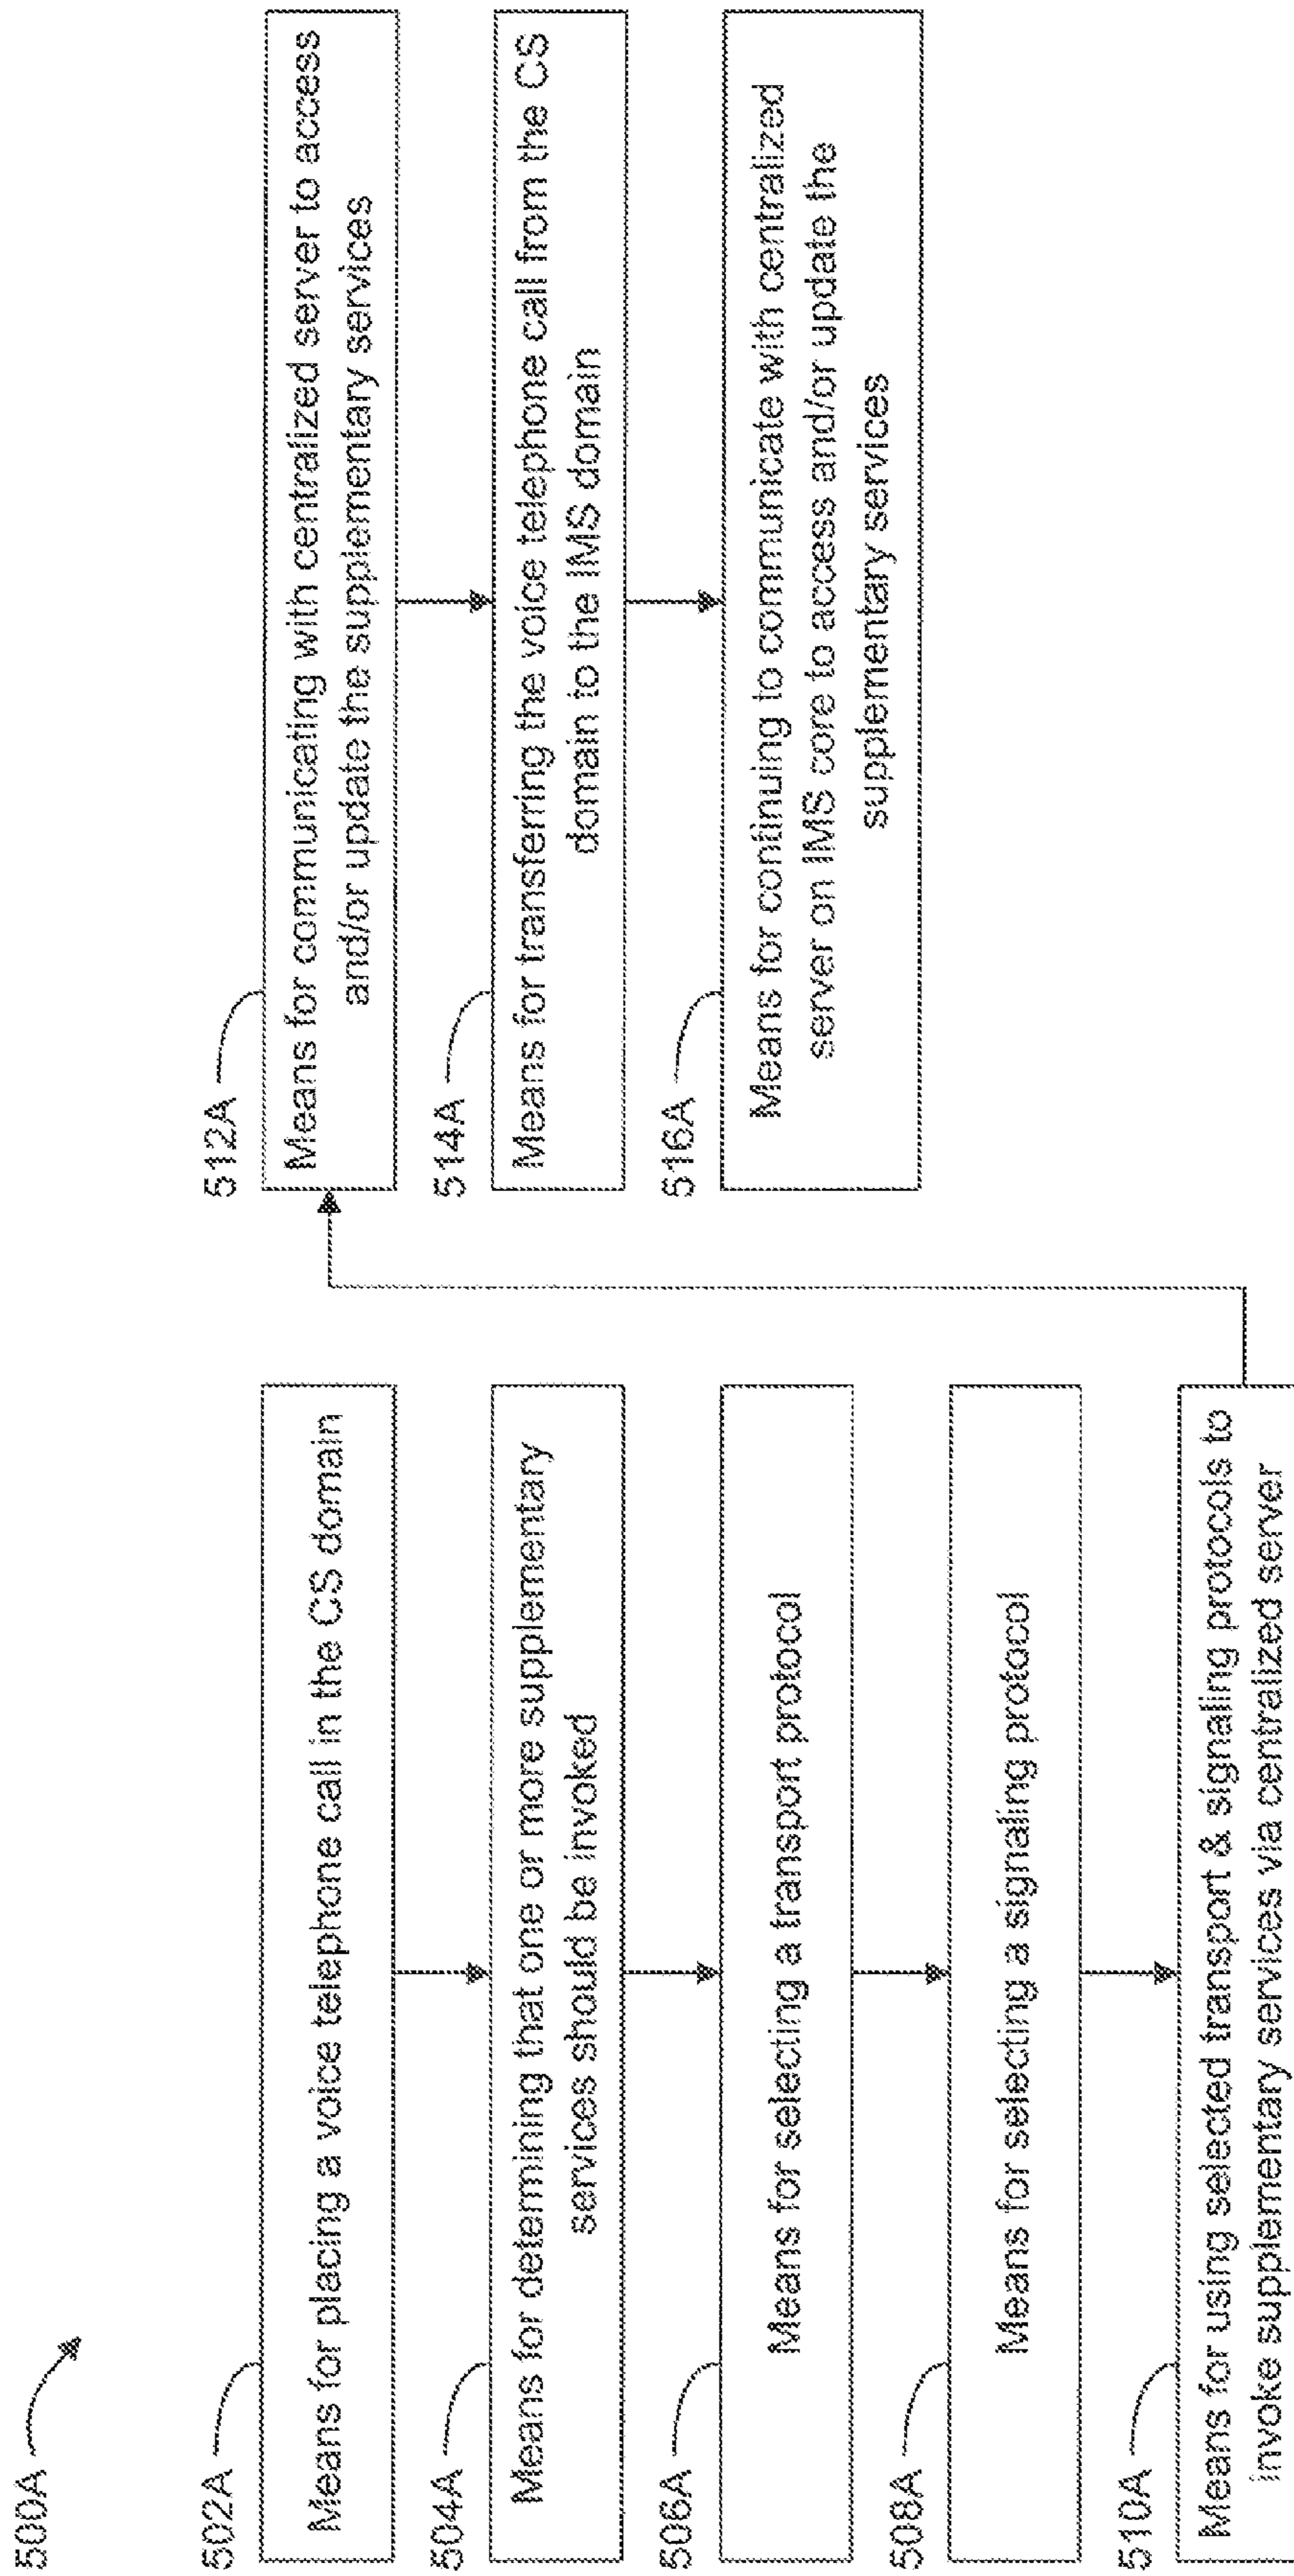 500A
502A
Means for placing a voice telephone call in the CS domain
504A
Means for determining that one or more supplementary
services should be invoked
506A
Means for selecting a transport protocol
508A
Means for selecting a signaling protocol
510A
Means for using selected transport & signaling protocols to
invoke supplementary services via centralized server
512A
Means for communicating with centralized server to access
and/or update the supplementary services
514A
Means for transferring the voice telephone call from the CS
domain to the IMS domain
516A
Means for continuing to communicate with centralized
server on IMS core to access and/or update the
supplementary services